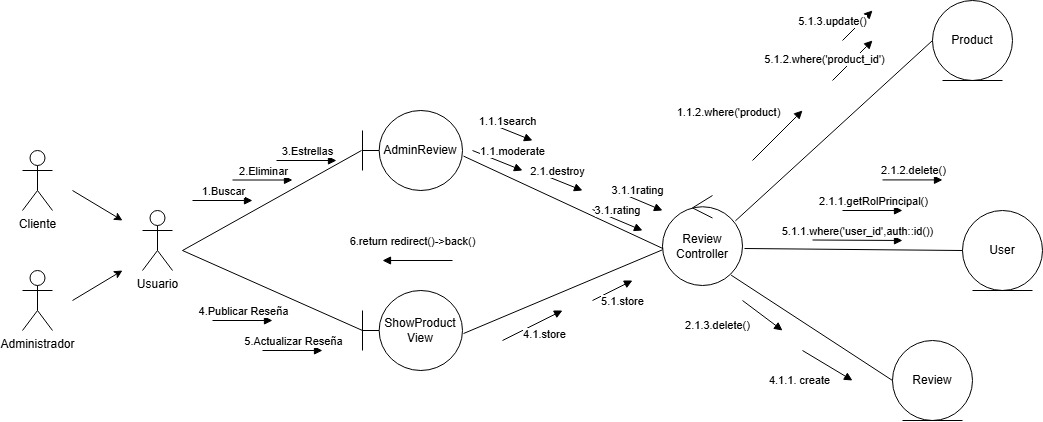 5.1.3.update()
Product
5.1.2.where('product_id')
1.1.2.where('product)
1.1.1search
AdminReview
1.1.moderate
3.Estrellas
2.Eliminar
2.1.destroy
2.1.2.delete()
1.Buscar
3.1.1rating
2.1.1.getRolPrincipal()
3.1.rating
Cliente
5.1.1.where('user_id',auth::id())
6.return redirect()->back()
Review
Controller
User
Usuario
5.1.store
4.Publicar Reseña
ShowProduct
View
2.1.3.delete()
4.1.store
Administrador
5.Actualizar Reseña
4.1.1. create
Review